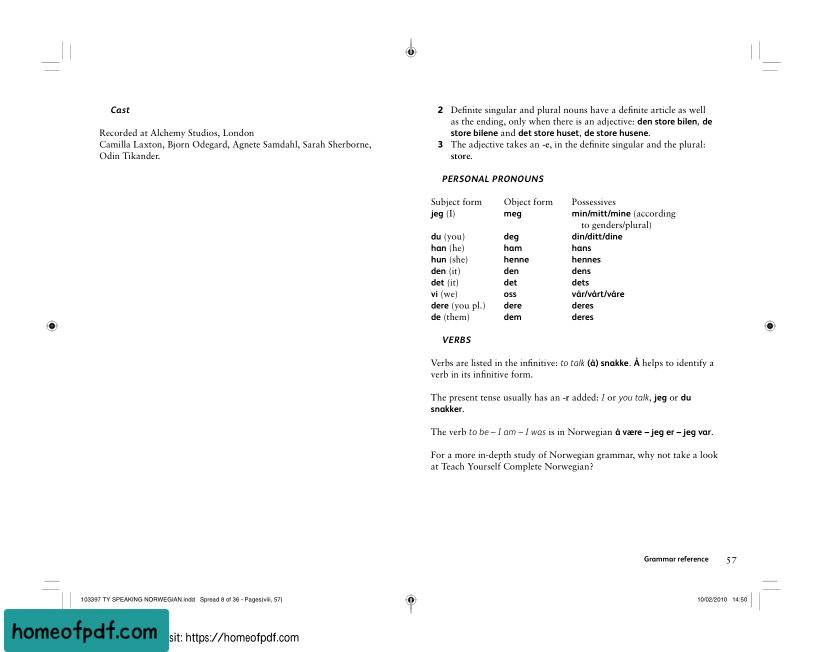 Cast
Recorded at Alchemy Studios, London
Camilla Laxton, Bjorn Odegard, Agnete Samdahl, Sarah Sherborne,
Odin Tikander.
2 Definite singular and plural nouns have a definite article as well
as the ending, only when there is an adjective: den store bilen, de
store bilene and det store huset, de store husene.
3 The adjective takes an -e, in the definite singular and the plural:
store.
PERSONAL PRONOUNS
Subject form Object form Possessives
jeg (I) meg min/mitt/mine (according
to genders/plural)
du (you) deg din/ditt/dine
han (he) ham hans
hun (she) henne hennes
den (it) den dens
det (it) det dets
vi (we) oss vår/vårt/våre
dere (you pl.) dere deres
de (them) dem deres
VERBS
Verbs are listed in the infinitive: to talk (å) snakke. Å helps to identify a
verb in its infinitive form.
The present tense usually has an -r added: I or you talk, jeg or du
snakker.
The verb to be – I am – I was is in Norwegian å være – jeg er – jeg var.
For a more in-depth study of Norwegian grammar, why not take a look
at Teach Yourself Complete Norwegian?
Grammar reference 57
103397 TY SPEAKING NORWEGIAN.indd Spread 8 of 36 - Pages(viii, 57) 10/02/2010 14:50
homeofpdf.com sit: https://homeofpdf.com